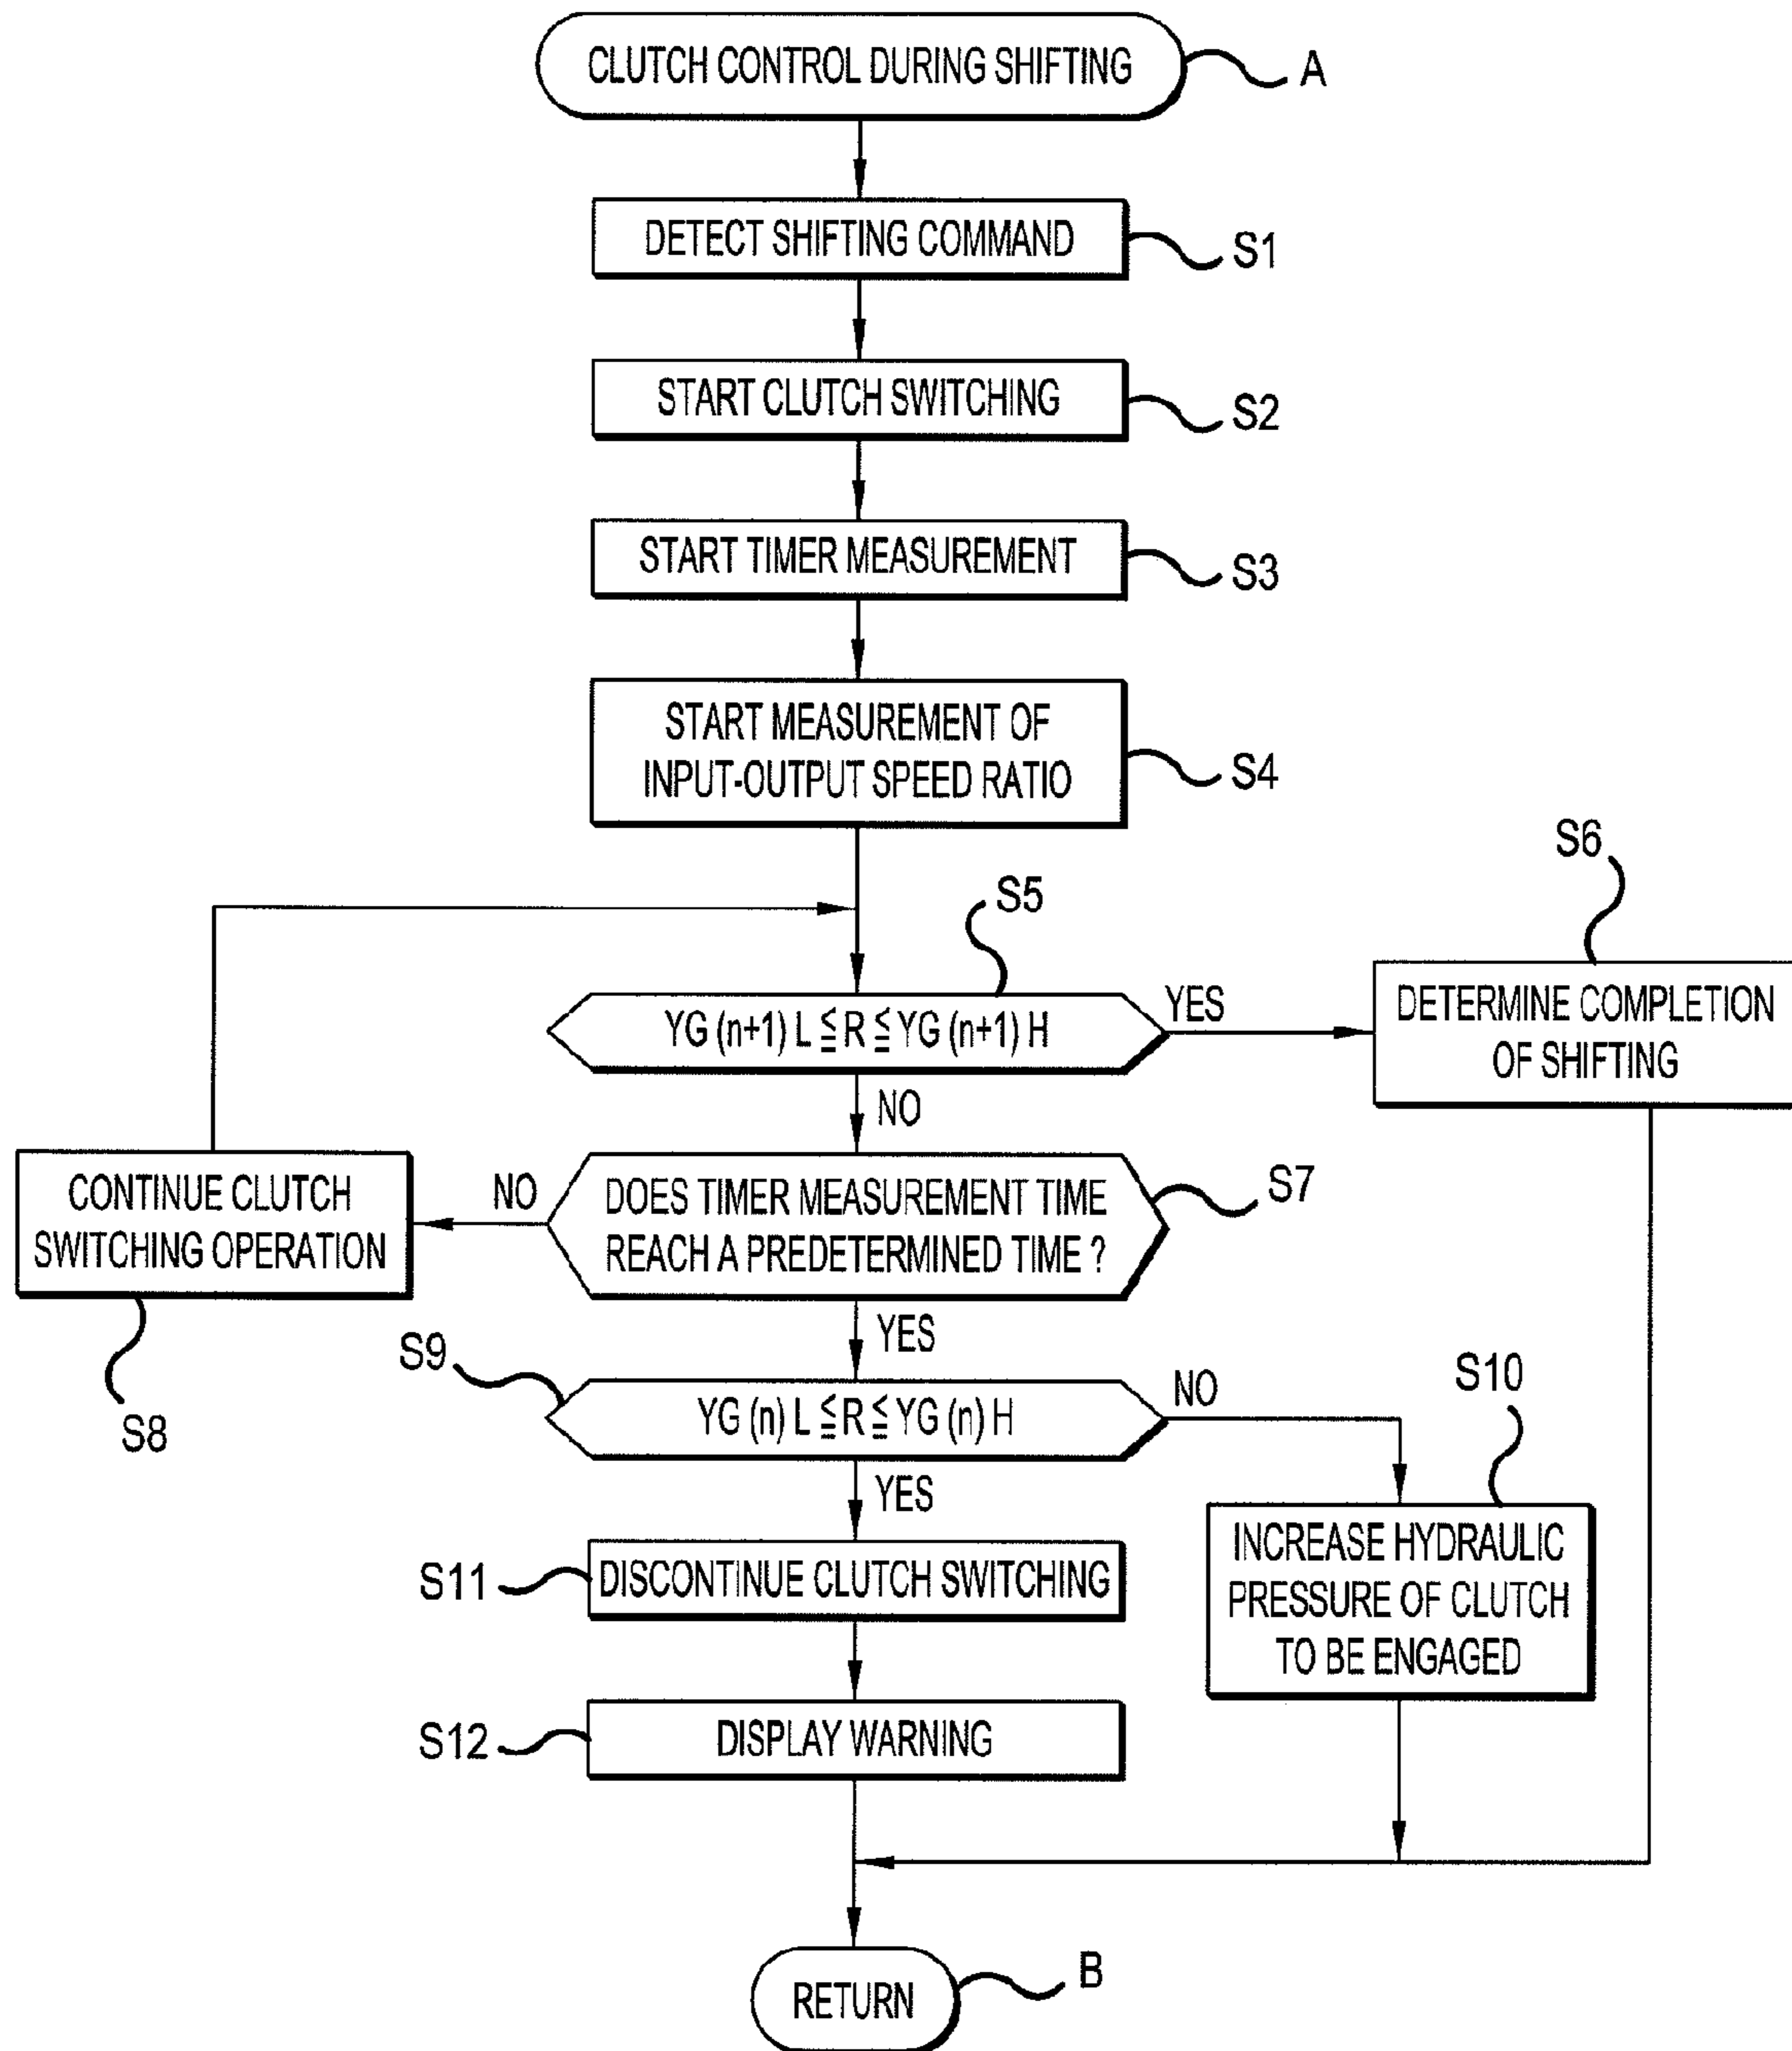 CLUTCH CONTROL DURING SHIFTING
A
DETECT SHIFTING COMMAND
S1
START CLUTCH SWITCHING
S2
START TIMER MEASUREMENT
S3
START MEASUREMENT OF
INPUT-OUTPUT SPEED RATIO
S4
S5
S6
YG (n+1) L ≦ R ≦ YG (n+1) H
YES
DETERMINE COMPLETION
OF SHIFTING
NO
CONTINUE CLUTCH
SWITCHING OPERATION
NO
DOES TIMER MEASUREMENT TIME
REACH A PREDETERMINED TIME ?
S7
S8
YES
S9
YG (n) L ≦ R ≦ YG (n) H
NO
S10
YES
INCREASE HYDRAULIC
PRESSURE OF CLUTCH
TO BE ENGAGED
S11
DISCONTINUE CLUTCH SWITCHING
S12
DISPLAY WARNING
RETURN
B